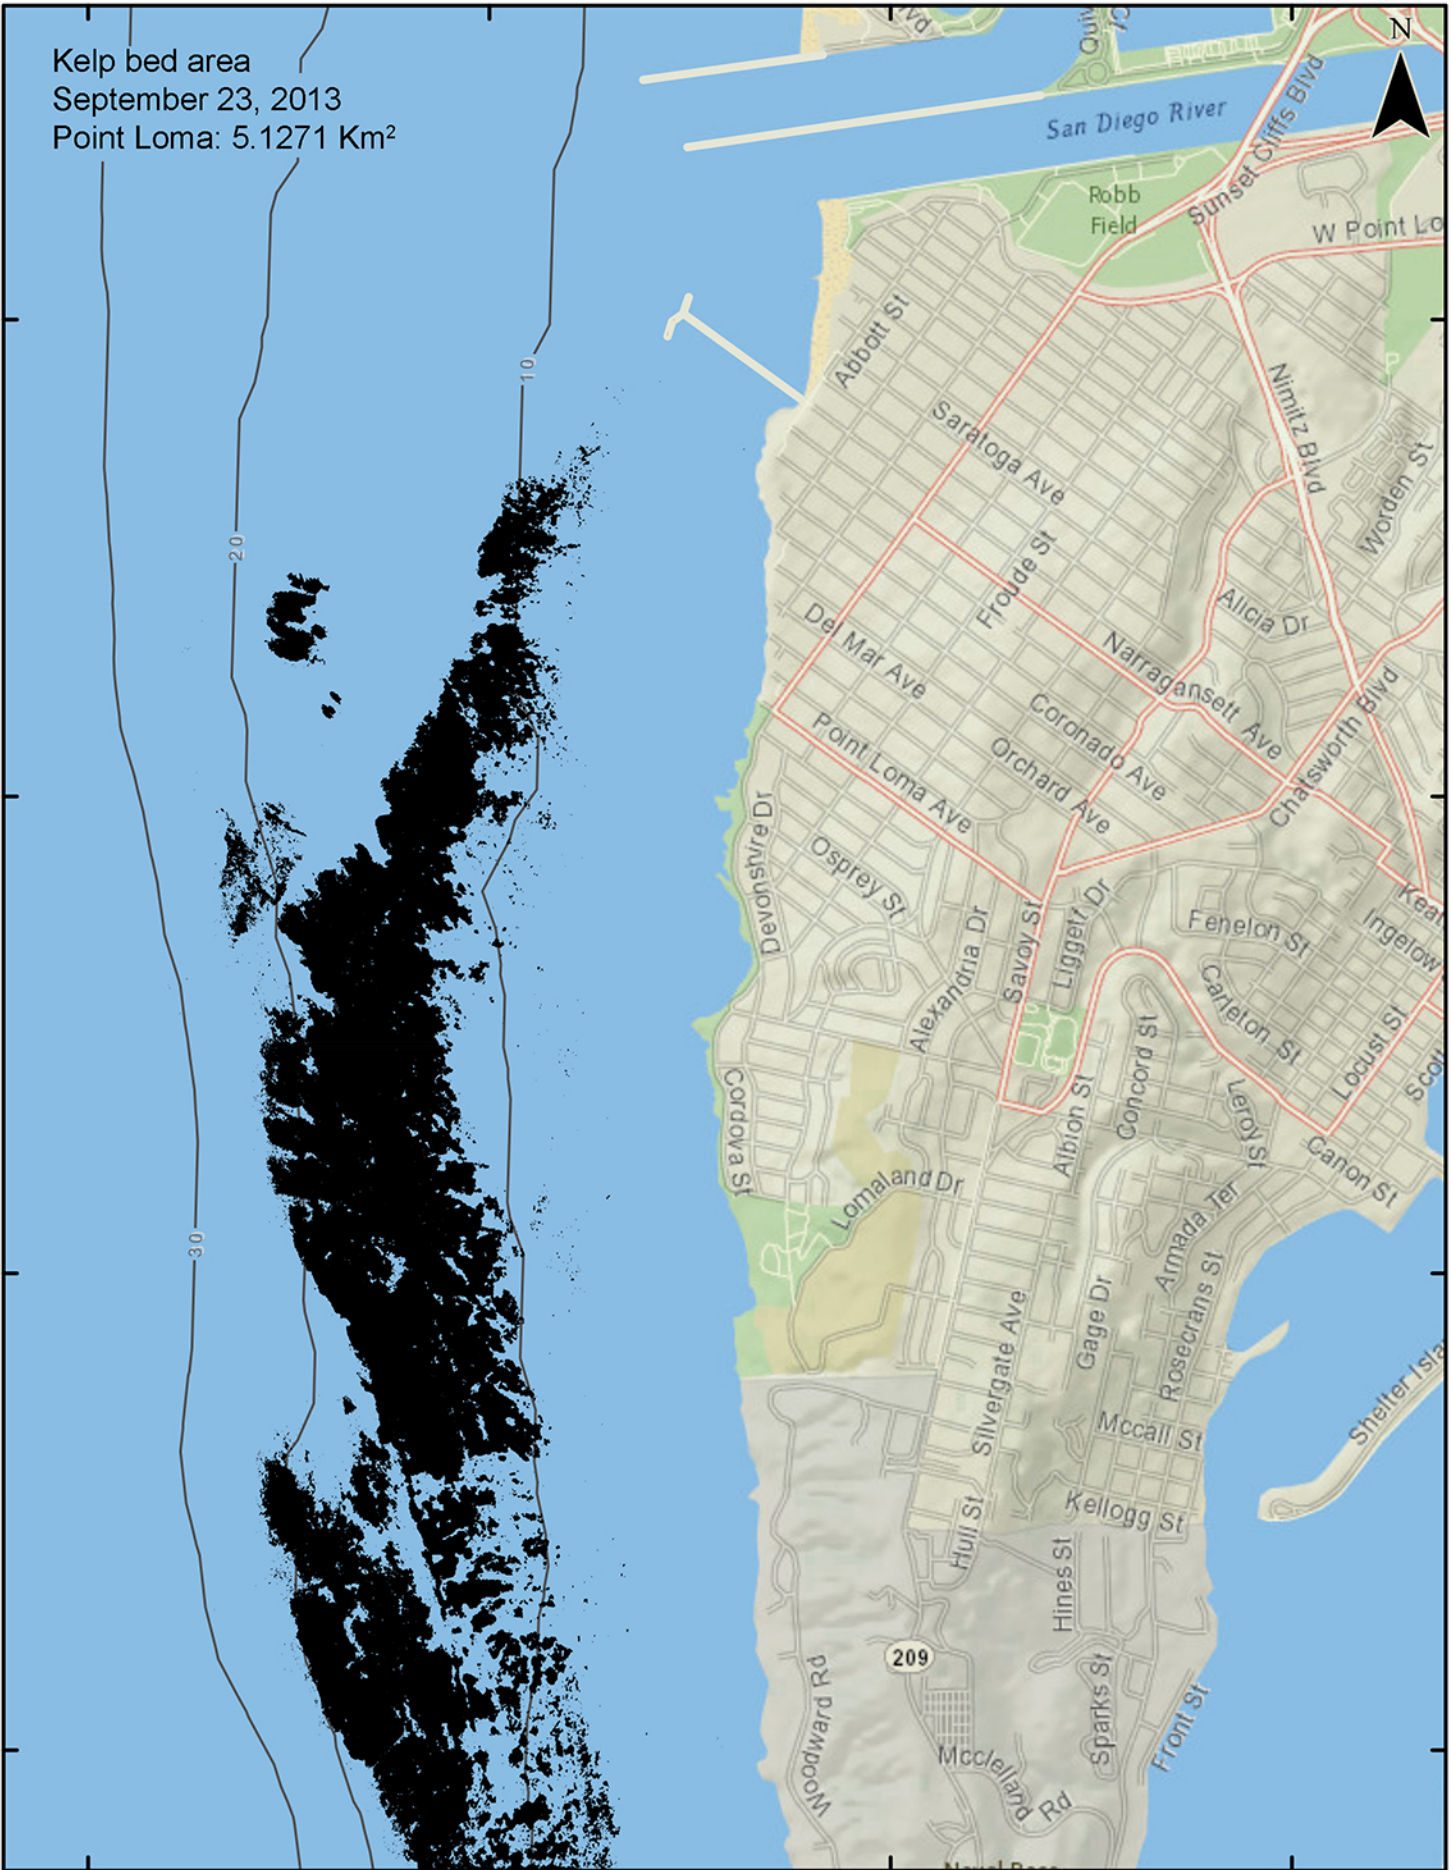 Kelp bed area
September 23, 2013
Point Loma: 5.1271 Km²
N
San Diego River
Sunset Cliffs Blvd
Robb
Field
W Point Lo
10
Abbott St
Nimitz Blvd
Saratoga Ave
Worden St
20
Froude St
Alicia Dr
Del Mar Ave
Narragansett Ave
Coronado Ave
Chatsworth Blvd
Point Loma Ave
Orchard Ave
Devonshire Dr
Osprey St
Alexandria Dr
Savoy St
Liggett Dr
Fenelon St
Keat
Ingelow
Carleton St
Locust St
Scott
Concord St
Cordova St
Albion St
Leroy St
Canon St
Lomaland Dr
Armada Ter
30
Silvergate Ave
Gage Dr
Rosecrans St
Shelter Isla
Mccall St
Kellogg St
Hull St
Hines St
209
Woodward Rd
Sparks St
Front St
Mcclelland Rd